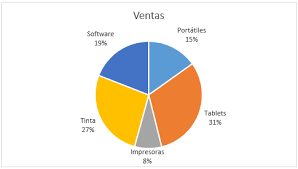 Ventas
Software
19%
Portátiles
15%
Tablets
31%
Tinta
27%
Impresoras
8%